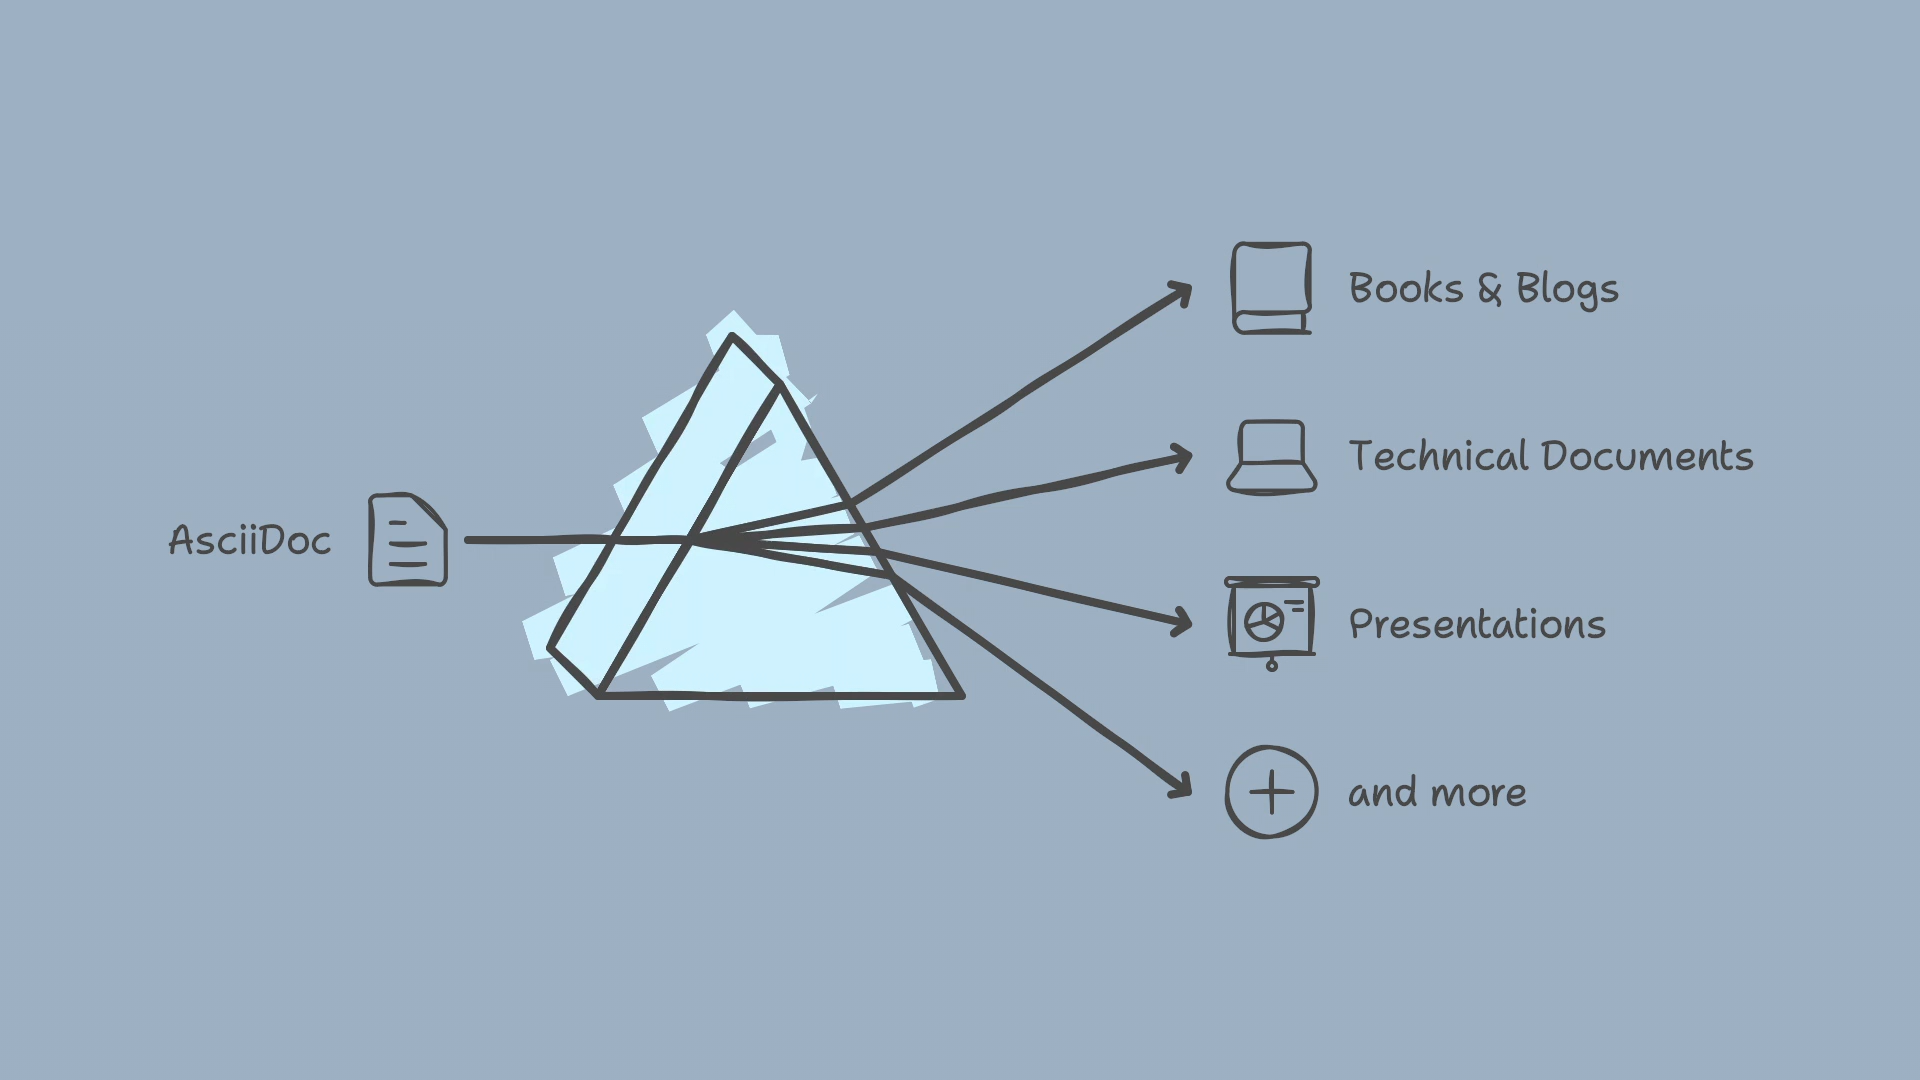 AsciiDoc
Books & Blogs
Technical Documents
Presentations
and more